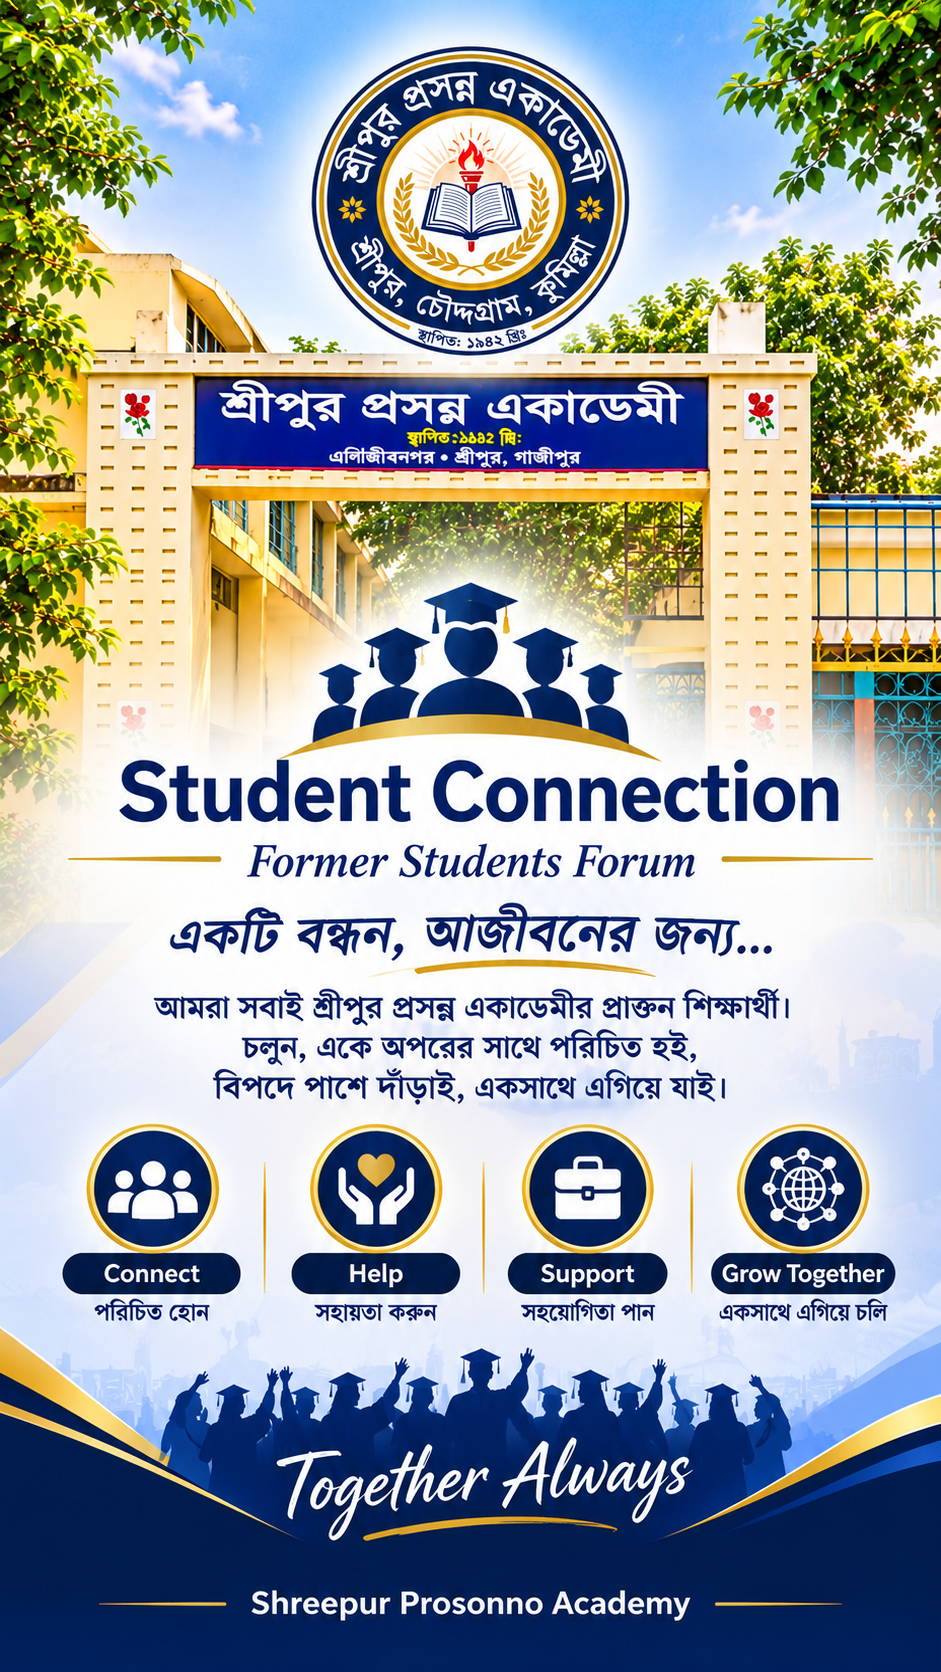 শ্রীপুর প্রসন্ন একাডেমী
শ্রীপুর, চৌদ্দগ্রাম, কুমিল্লা
স্থাপিত: ১৯৪২ খ্রিঃ
শ্রীপুর প্রসন্ন একাডেমী
স্থাপিত:১৯৪২
শ্রীপুর, গাজীপুর
Student Connection
Former Students Forum
একটি বন্ধন, আজীবনের জন্য...
আমরা সবাই শ্রীপুর প্রসন্ন একাডেমীর প্রাক্তন শিক্ষার্থী।
চলুন, একে অপরের সাথে পরিচিত হই,
বিপদে পাশে দাঁড়াই, একসাথে এগিয়ে যাই।
Connect
পরিচিত হোন
Help
সহায়তা করুন
Support
সহযোগিতা পান
Grow Together
একসাথে এগিয়ে চলি
Together Always
Shreepur Prosonno Academy